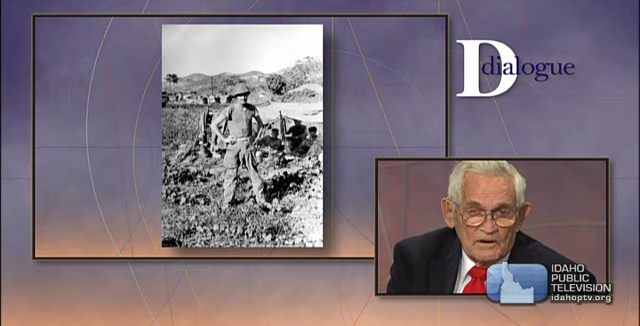 D
dialogue
IDAHO
PUBLIC
TELEVISION
idahoptv.org